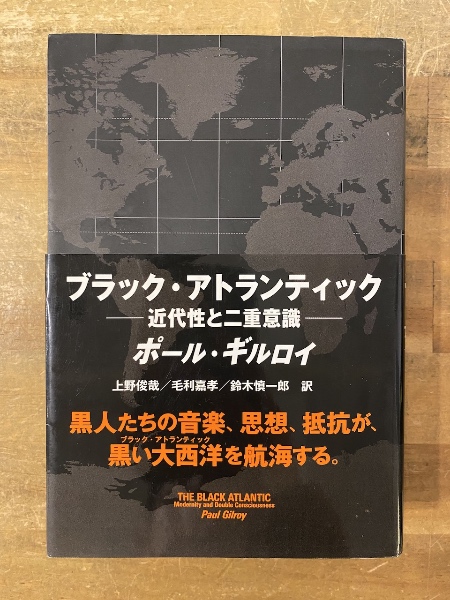 ブラック・アトランティック
近代性と二重意識
ポール・ギルロイ
上野俊哉／毛利嘉孝／鈴木慎一郎 訳
黒人たちの音楽、思想、抵抗が、
ブラック・アトランティック
黒い大西洋を航海する。
THE BLACK ATLANTIC
Modernity and Double Consciousness
Paul Gilroy